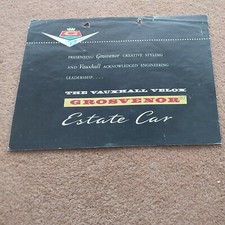 PRESENTING Grosvenor CREATIVE STYLING
AND Vauxhall ACKNOWLEDGED ENGINEERING
LEADERSHIP....
THE VAUXHALL VELOX
GROSVENOR
Estate Car